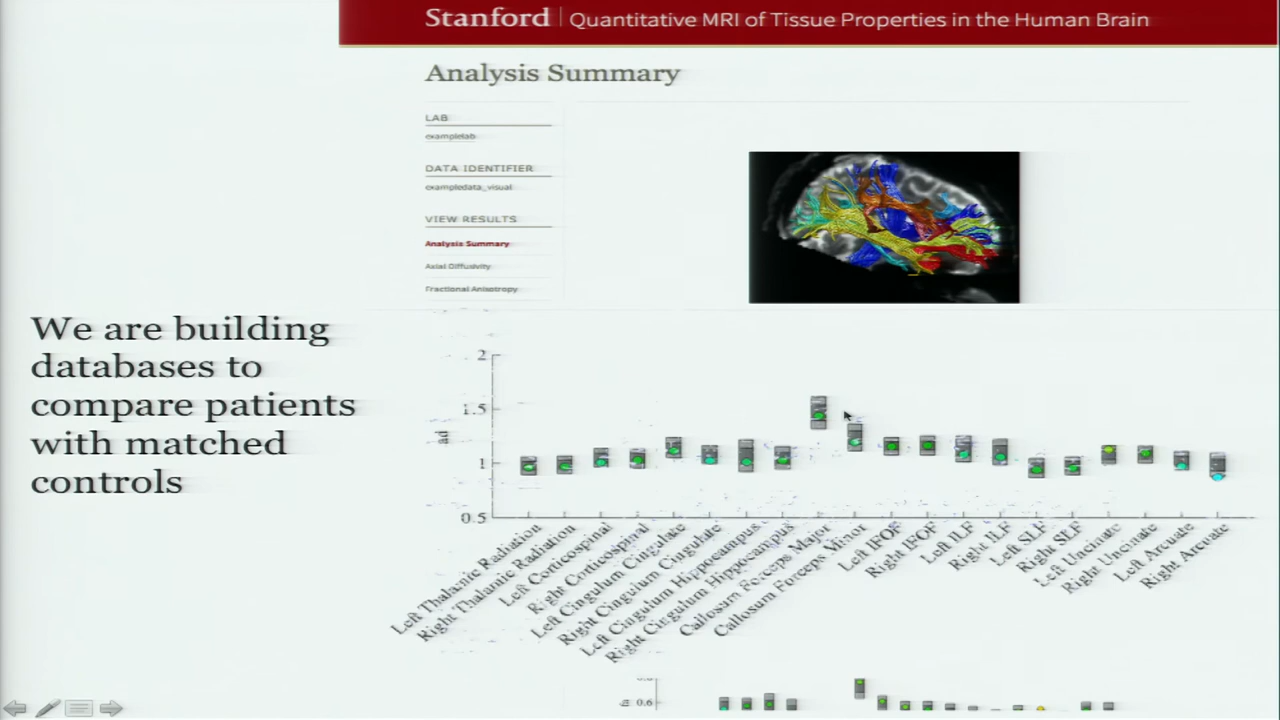 Stanford | Quantitative MRI of Tissue Properties in the Human Brain
Analysis Summary
LAB
examplelab
DATA IDENTIFIER
exampledata_visual
VIEW RESULTS
Analysis Summary
Axial Diffusivity
Fractional Anisotropy
We are building
databases to
compare patients
with matched
controls
2
1.5
ad
1
0.5
Left Thalamic Radiation
Right Thalamic Radiation
Left Corticospinal
Right Corticospinal
Left Cingulum Cingulate
Right Cingulum Cingulate
Left Cingulum Hippocampus
Right Cingulum Hippocampus
Callosum Forceps Major
Callosum Forceps Minor
Left IFOF
Right IFOF
Left ILF
Right ILF
Left SLF
Right SLF
Left Uncinate
Right Uncinate
Left Arcuate
Right Arcuate
0.6